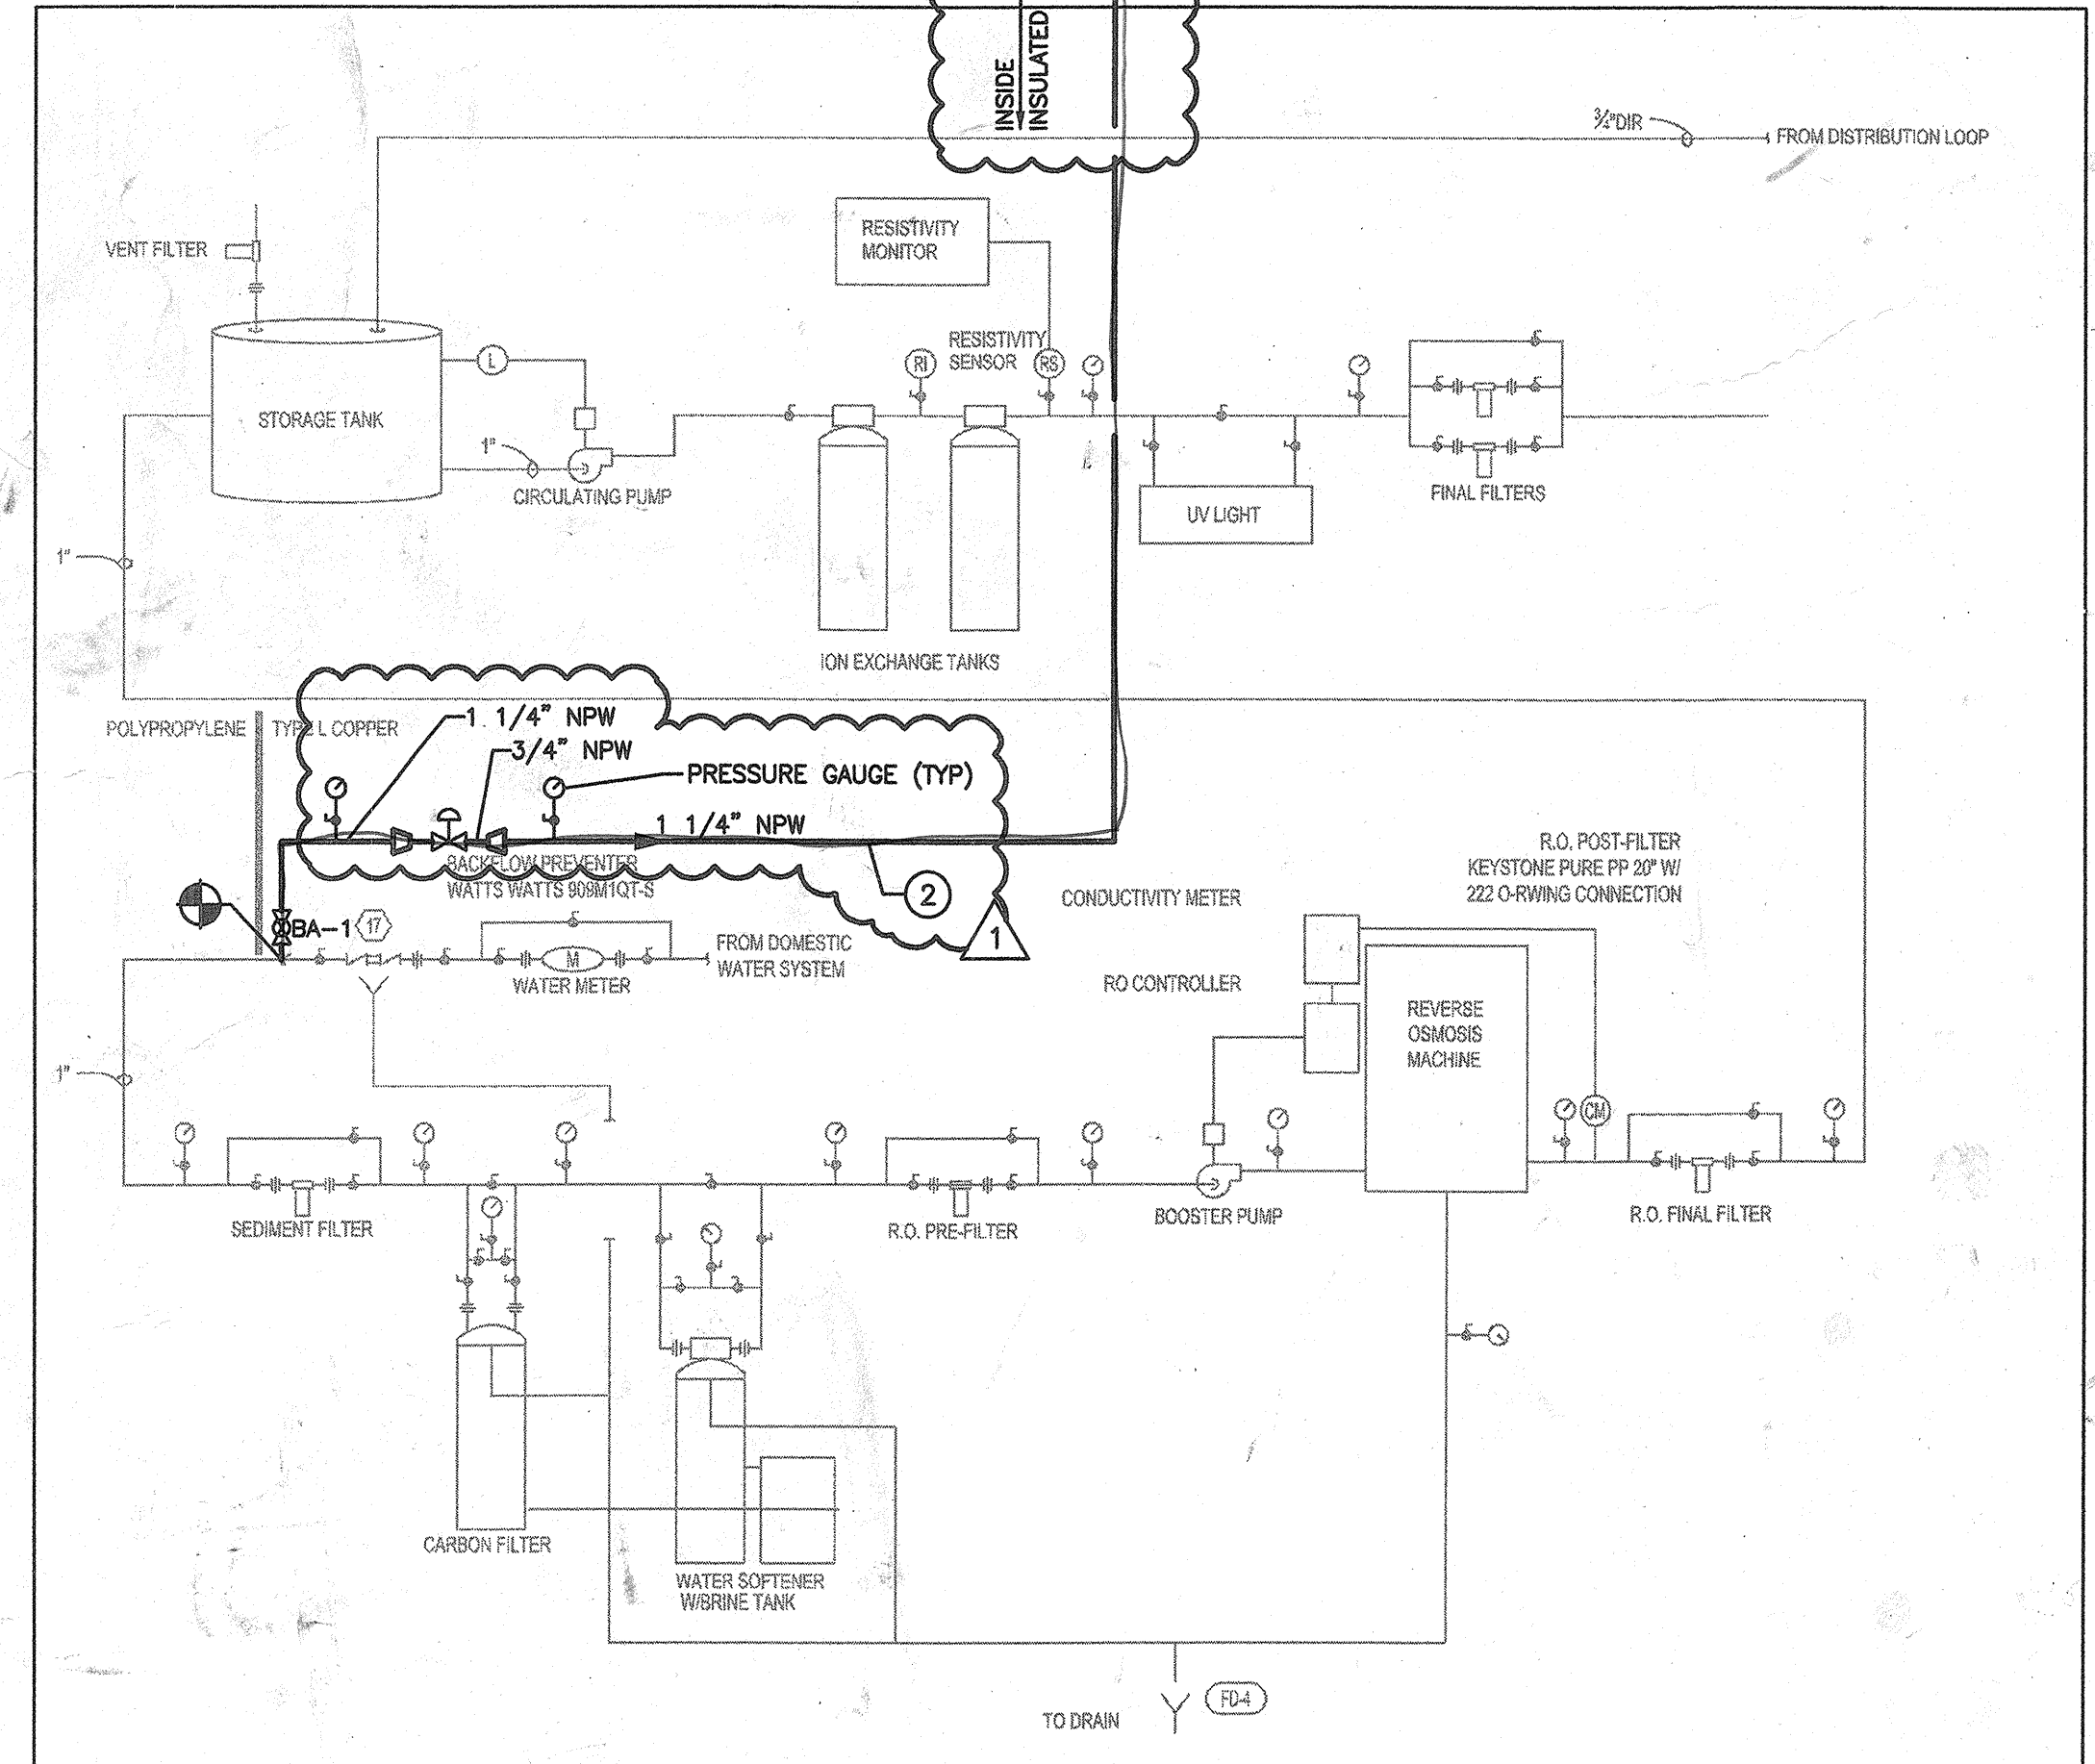 INSIDE
INSULATED
3/4"DIR
FROM DISTRIBUTION LOOP
VENT FILTER
RESISTIVITY
MONITOR
RESISTIVITY
SENSOR
RI
RS
L
STORAGE TANK
1"
CIRCULATING PUMP
UV LIGHT
FINAL FILTERS
1"
ION EXCHANGE TANKS
POLYPROPYLENE
TYPE L COPPER
1 1/4" NPW
3/4" NPW
PRESSURE GAUGE (TYP)
1 1/4" NPW
BACKFLOW PREVENTER
WATTS WATTS 909M1QT-S
2
1
BA-1
17
M
WATER METER
FROM DOMESTIC
WATER SYSTEM
CONDUCTIVITY METER
R.O. POST-FILTER
KEYSTONE PURE PP 20" W/
222 O-RWING CONNECTION
RO CONTROLLER
REVERSE
OSMOSIS
MACHINE
1"
CM
SEDIMENT FILTER
R.O. PRE-FILTER
BOOSTER PUMP
R.O. FINAL FILTER
CARBON FILTER
WATER SOFTENER
W/BRINE TANK
TO DRAIN
FD-4